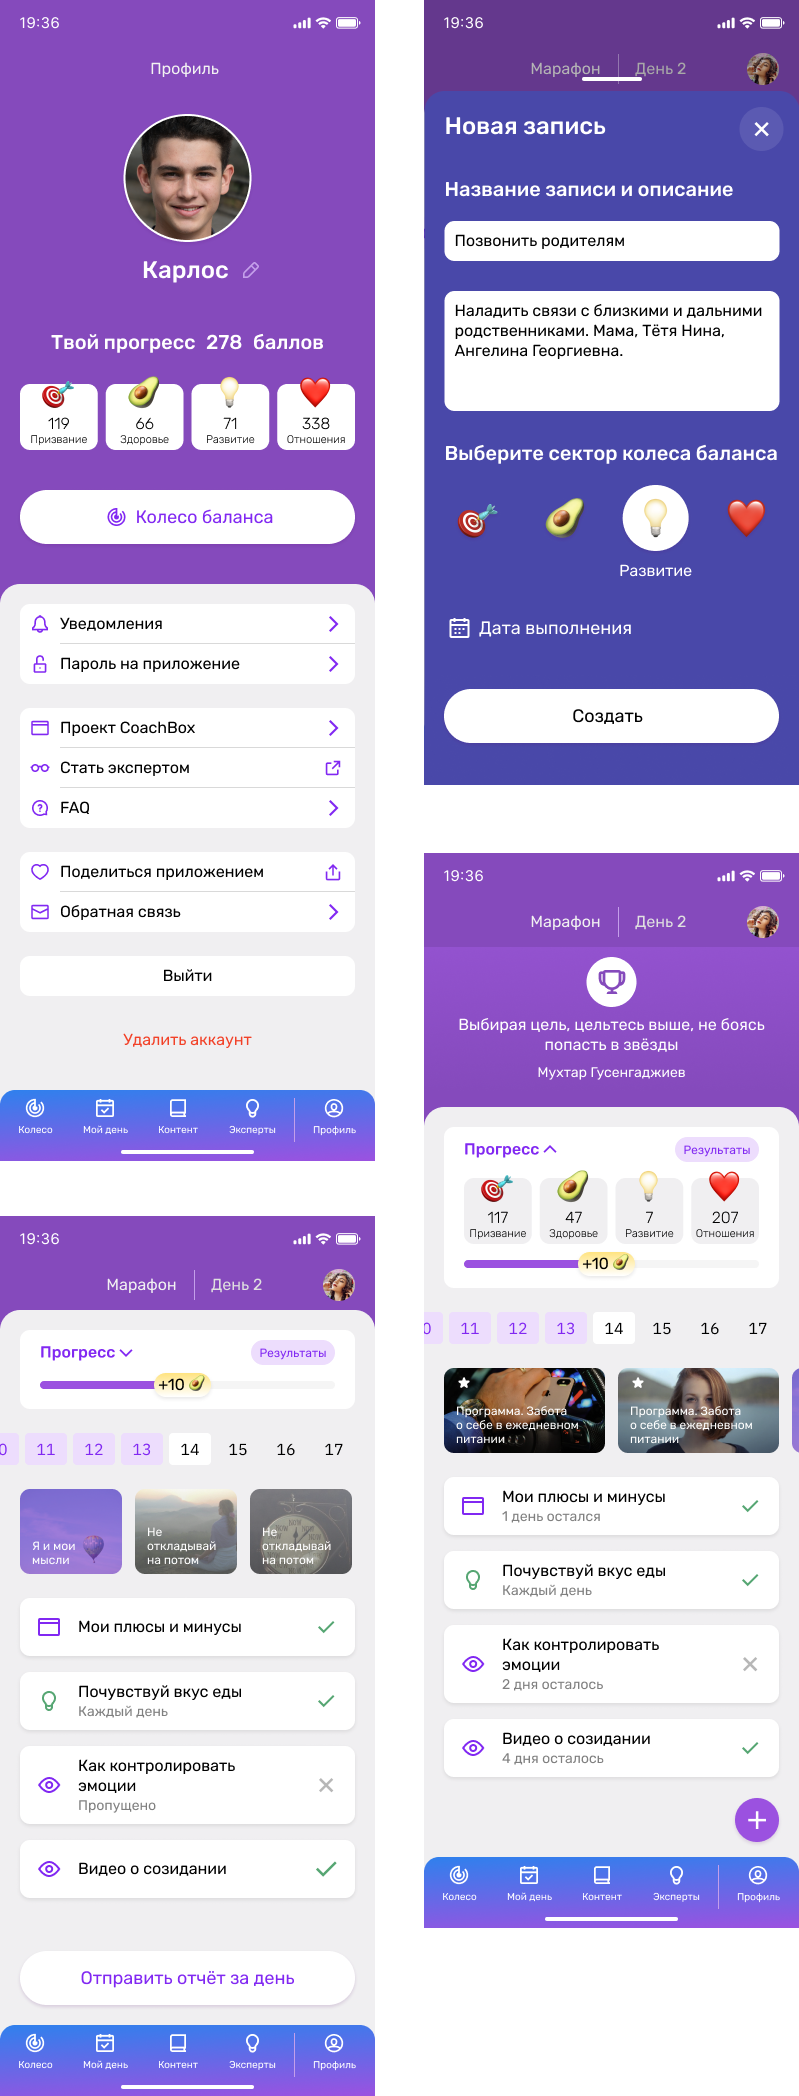 19:36
Профиль
Карлос
Твой прогресс 278 баллов
119
Призвание
66
Здоровье
71
Развитие
338
Отношения
Колесо баланса
Уведомления
Пароль на приложение
Проект CoachBox
Стать экспертом
FAQ
Поделиться приложением
Обратная связь
Выйти
Удалить аккаунт
Колесо
Мой день
Контент
Эксперты
Профиль
19:36
Марафон
День 2
Новая запись
Название записи и описание
Позвонить родителям
Наладить связи с близкими и дальними
родственниками. Мама, Тётя Нина,
Ангелина Георгиевна.
Выберите сектор колеса баланса
Развитие
Дата выполнения
Создать
19:36
Марафон
День 2
Выбирая цель, цельтесь выше, не боясь
попасть в звёзды
Мухтар Гусенгаджиев
Прогресс
Результаты
117
Призвание
47
Здоровье
7
Развитие
207
Отношения
+10
0 11 12 13 14 15 16 17
Программа. Забота
о себе в ежедневном
питании
Программа. Забота
о себе в ежедневном
питании
Мои плюсы и минусы
1 день остался
Почувствуй вкус еды
Каждый день
Как контролировать
эмоции
2 дня осталось
Видео о созидании
4 дня осталось
Колесо
Мой день
Контент
Эксперты
Профиль
19:36
Марафон
День 2
Прогресс
Результаты
+10
0 11 12 13 14 15 16 17
Я и мои
мысли
Не
откладывай
на потом
Не
откладывай
на потом
Мои плюсы и минусы
Почувствуй вкус еды
Каждый день
Как контролировать
эмоции
Пропущено
Видео о созидании
Отправить отчёт за день
Колесо
Мой день
Контент
Эксперты
Профиль